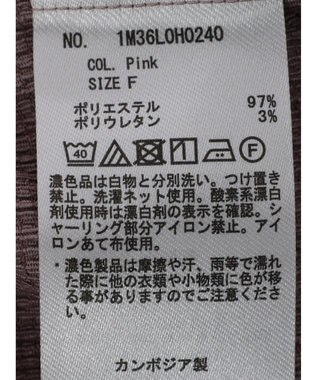 NO. 1M36L0H0240
COL. Pink
SIZE F
ポリエステル 97%
ポリウレタン 3%
40 F
濃色品は白物と分別洗い。つけ置き
禁止。洗濯ネット使用。酸素系漂白
剤使用時は漂白剤の表示を確認。シ
ャーリング部分アイロン禁止。アイ
ロンあて布使用。
・濃色製品は摩擦や汗、雨等で濡れ
た際に他の衣類や小物類に色が移
る事がありますのでご注意くださ
い。
カンボジア製